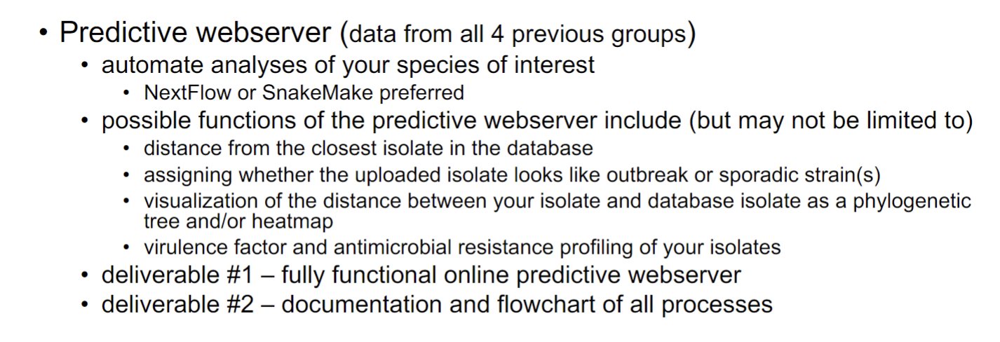 • Predictive webserver (data from all 4 previous groups)
• automate analyses of your species of interest
• NextFlow or SnakeMake preferred
• possible functions of the predictive webserver include (but may not be limited to)
• distance from the closest isolate in the database
• assigning whether the uploaded isolate looks like outbreak or sporadic strain(s)
• visualization of the distance between your isolate and database isolate as a phylogenetic
tree and/or heatmap
• virulence factor and antimicrobial resistance profiling of your isolates
• deliverable #1 – fully functional online predictive webserver
• deliverable #2 – documentation and flowchart of all processes